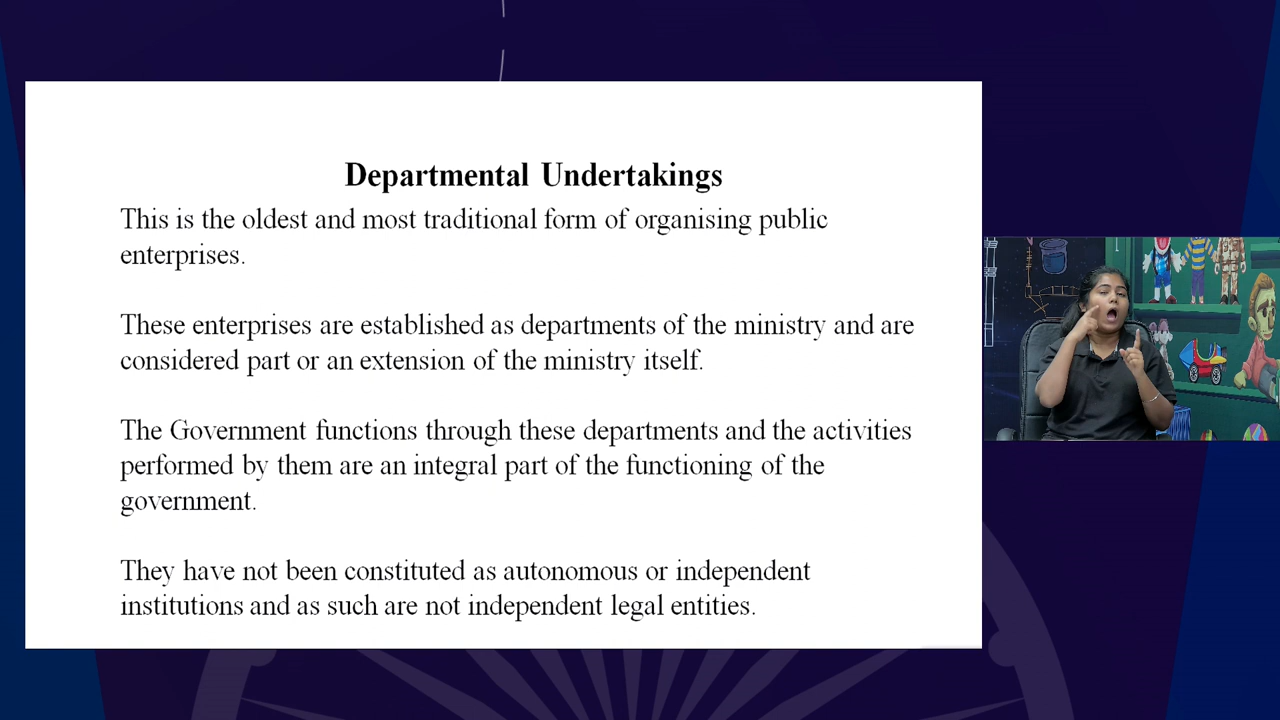 Departmental Undertakings
This is the oldest and most traditional form of organising public
enterprises.
These enterprises are established as departments of the ministry and are
considered part or an extension of the ministry itself.
The Government functions through these departments and the activities
performed by them are an integral part of the functioning of the
government.
They have not been constituted as autonomous or independent
institutions and as such are not independent legal entities.